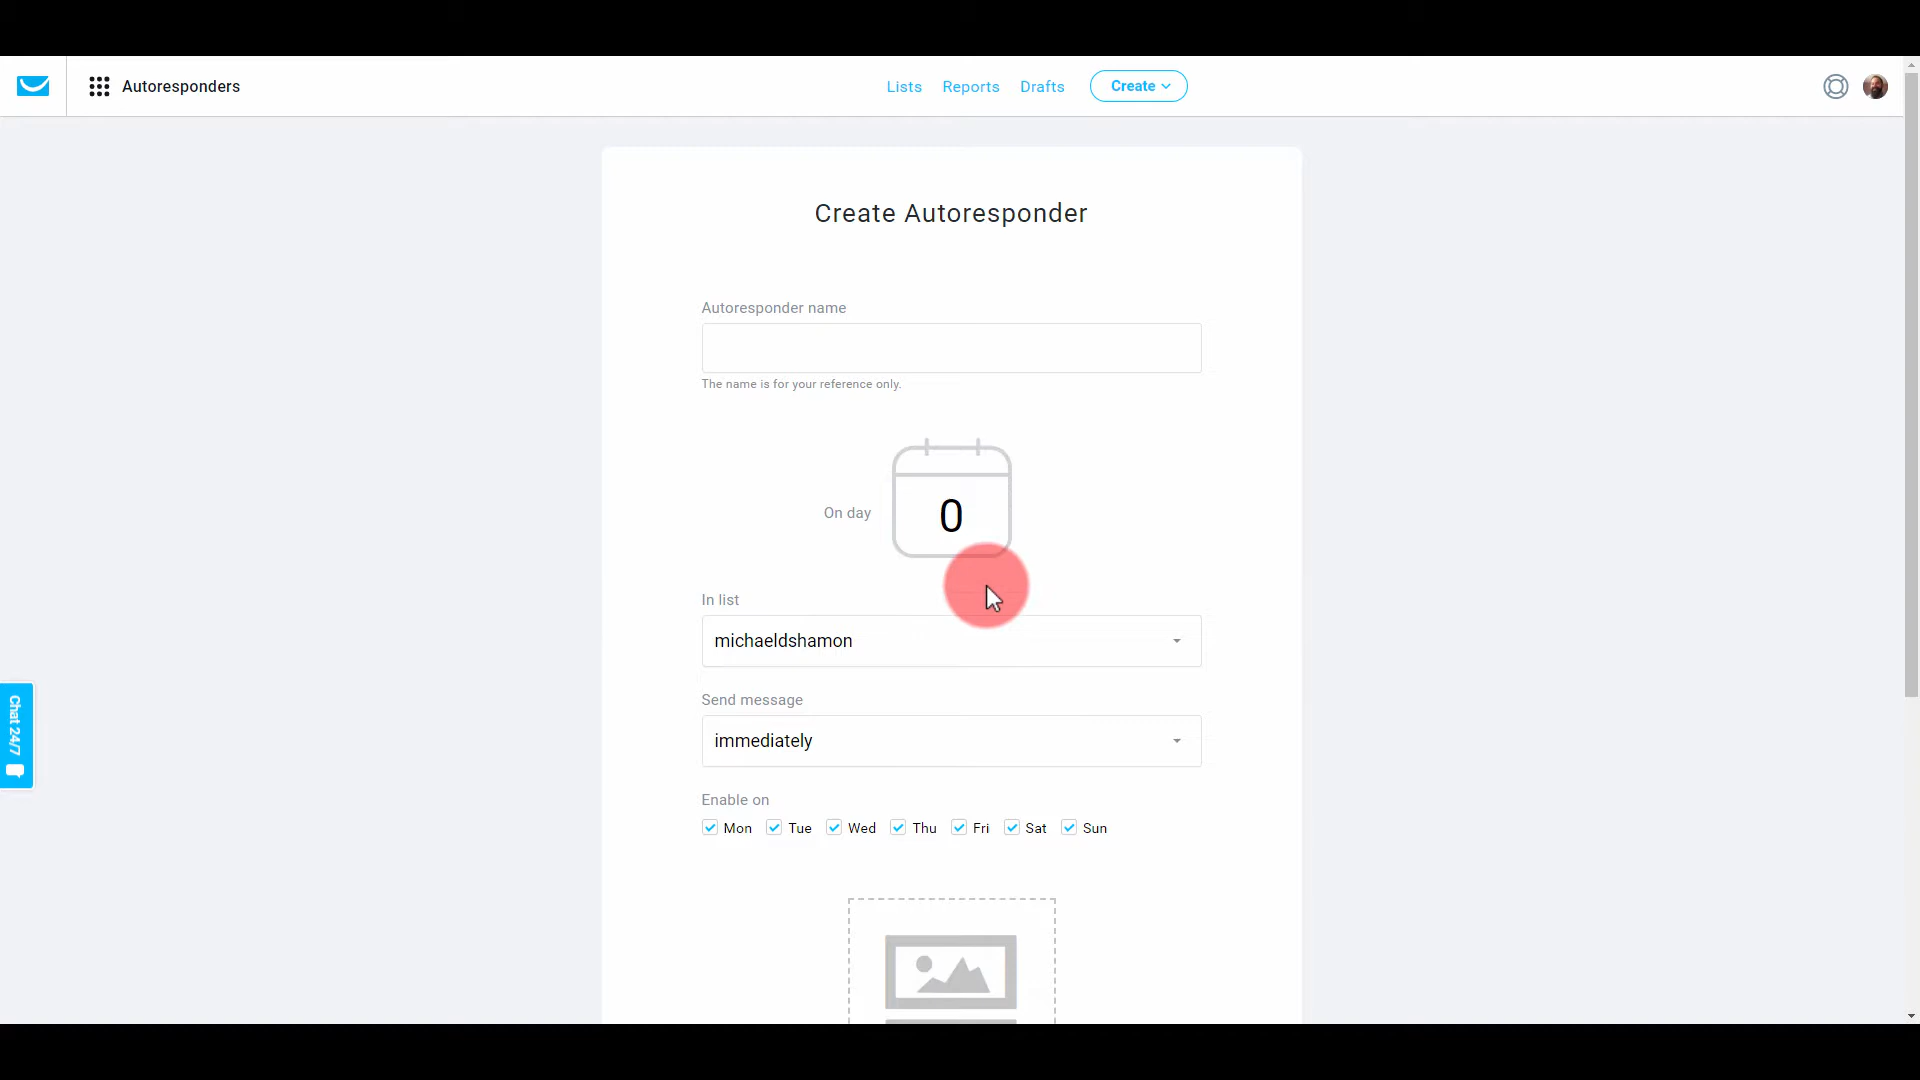 Autoresponders
Lists Reports Drafts Create
Create Autoresponder
Autoresponder name
The name is for your reference only.
On day 0
In list
michaeldshamon
Send message
immediately
Enable on
Mon Tue Wed Thu Fri Sat Sun
Chat 24/7